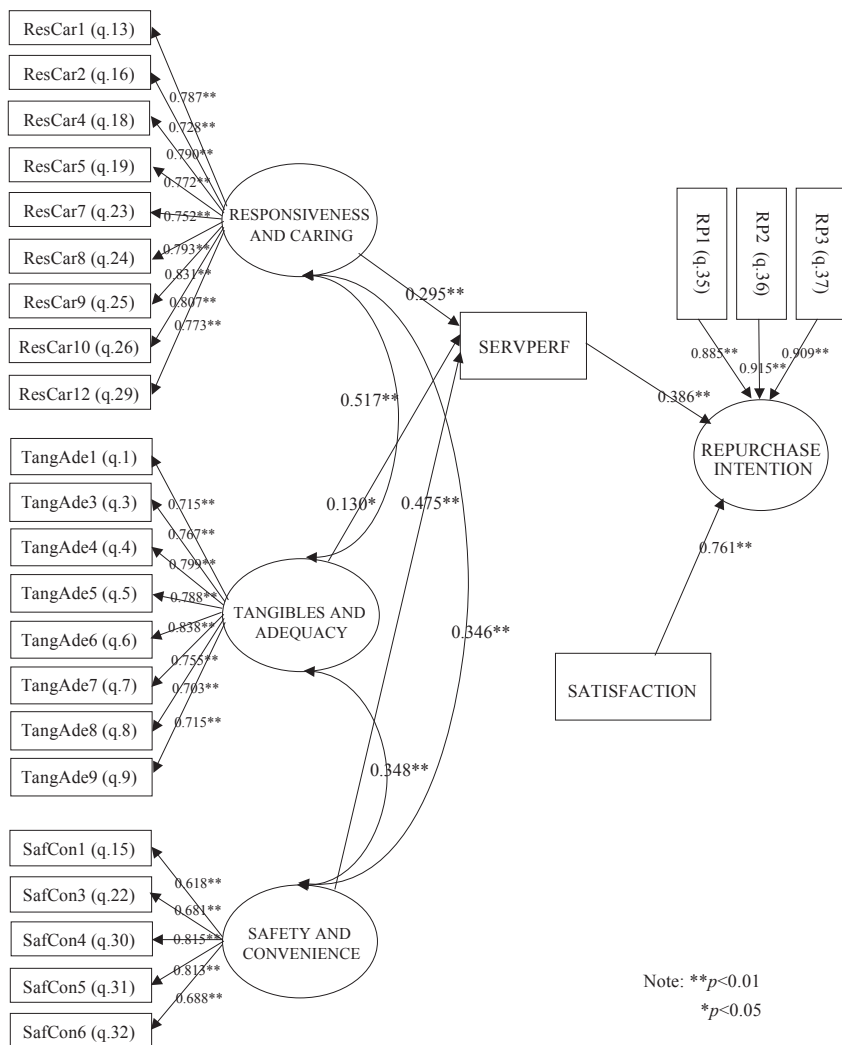 ResCar1 (q.13)
ResCar2 (q.16)
ResCar4 (q.18)
ResCar5 (q.19)
ResCar7 (q.23)
ResCar8 (q.24)
ResCar9 (q.25)
ResCar10 (q.26)
ResCar12 (q.29)
0.787**
0.728**
0.790**
0.772**
0.752**
0.793**
0.831**
0.807**
0.773**
RESPONSIVENESS
AND CARING
TangAde1 (q.1)
TangAde3 (q.3)
TangAde4 (q.4)
TangAde5 (q.5)
TangAde6 (q.6)
TangAde7 (q.7)
TangAde8 (q.8)
TangAde9 (q.9)
0.715**
0.767**
0.799**
0.788**
0.838**
0.755**
0.703**
0.715**
TANGIBLES AND
ADEQUACY
SafCon1 (q.15)
SafCon3 (q.22)
SafCon4 (q.30)
SafCon5 (q.31)
SafCon6 (q.32)
0.618**
0.681**
0.815**
0.813**
0.688**
SAFETY AND
CONVENIENCE
0.295**
0.517**
0.130*
0.475**
0.346**
0.348**
SERVPERF
0.386**
RP1 (q.35)
RP2 (q.36)
RP3 (q.37)
0.885**
0.915**
0.909**
REPURCHASE
INTENTION
0.761**
SATISFACTION
Note: **p<0.01
*p<0.05